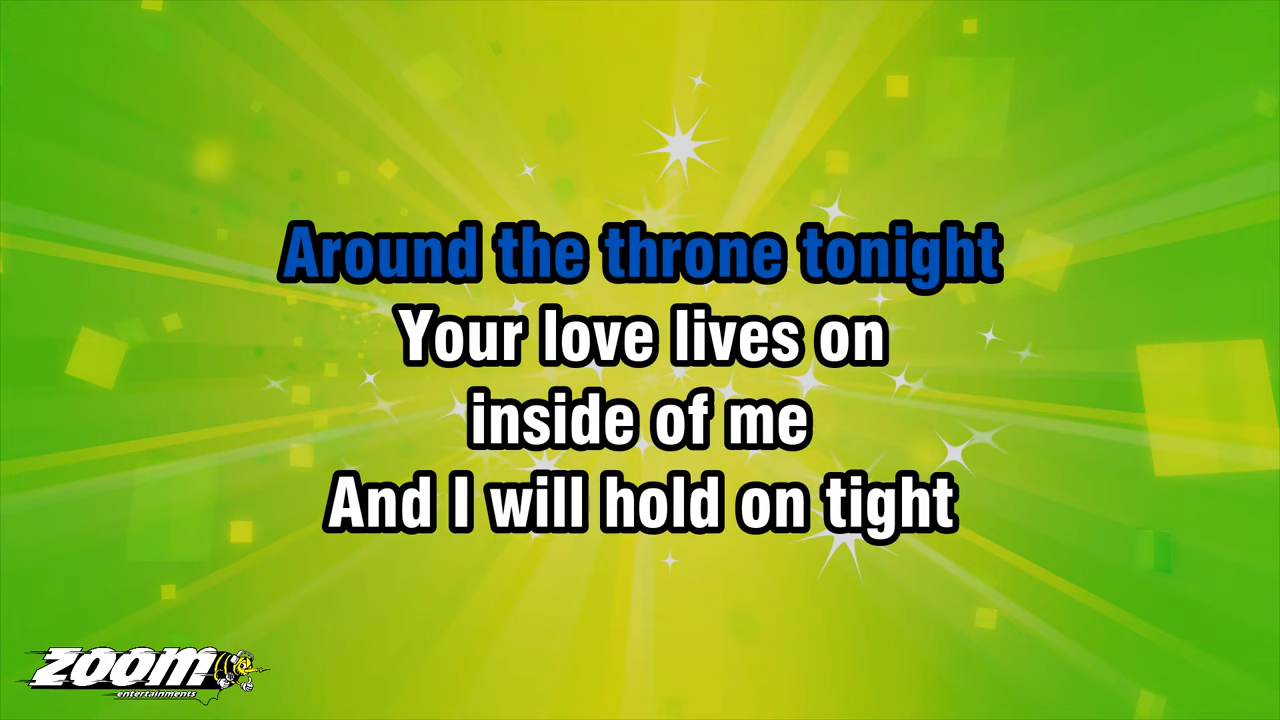 Around the throne tonight
Your love lives on
inside of me
And I will hold on tight
zoom
entertainments